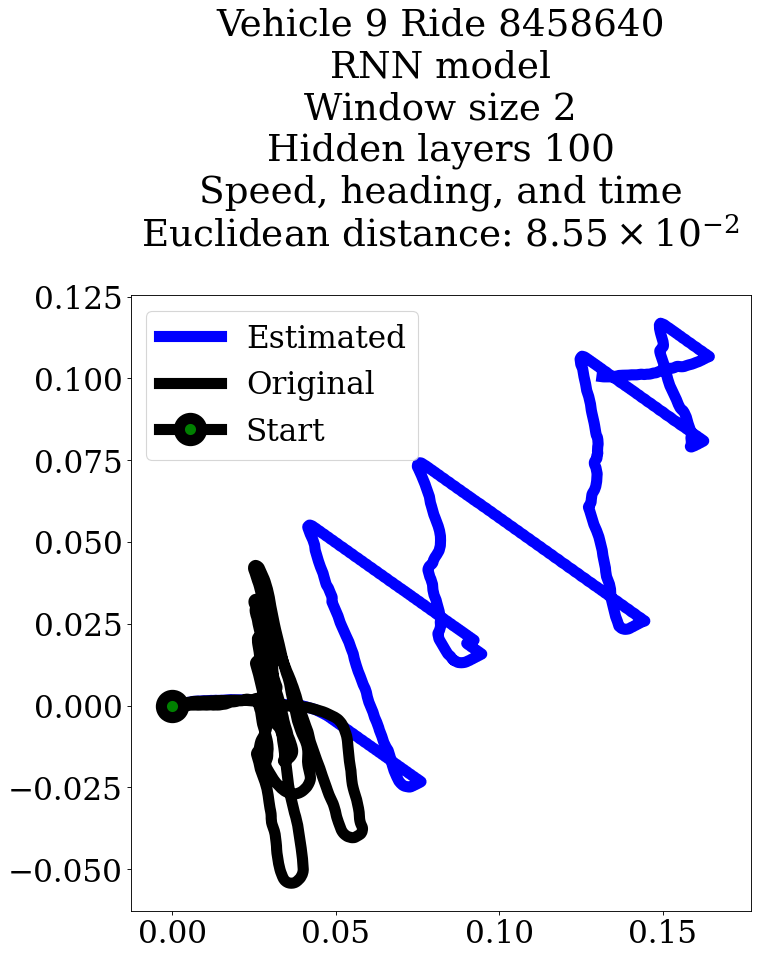 Vehicle 9 Ride 8458640
RNN model
Window size 2
Hidden layers 100
Speed, heading, and time
Euclidean distance: 8.55 × 10⁻²
0.125
0.100
0.075
0.050
0.025
0.000
−0.025
−0.050
Estimated
Original
Start
0.00 0.05 0.10 0.15